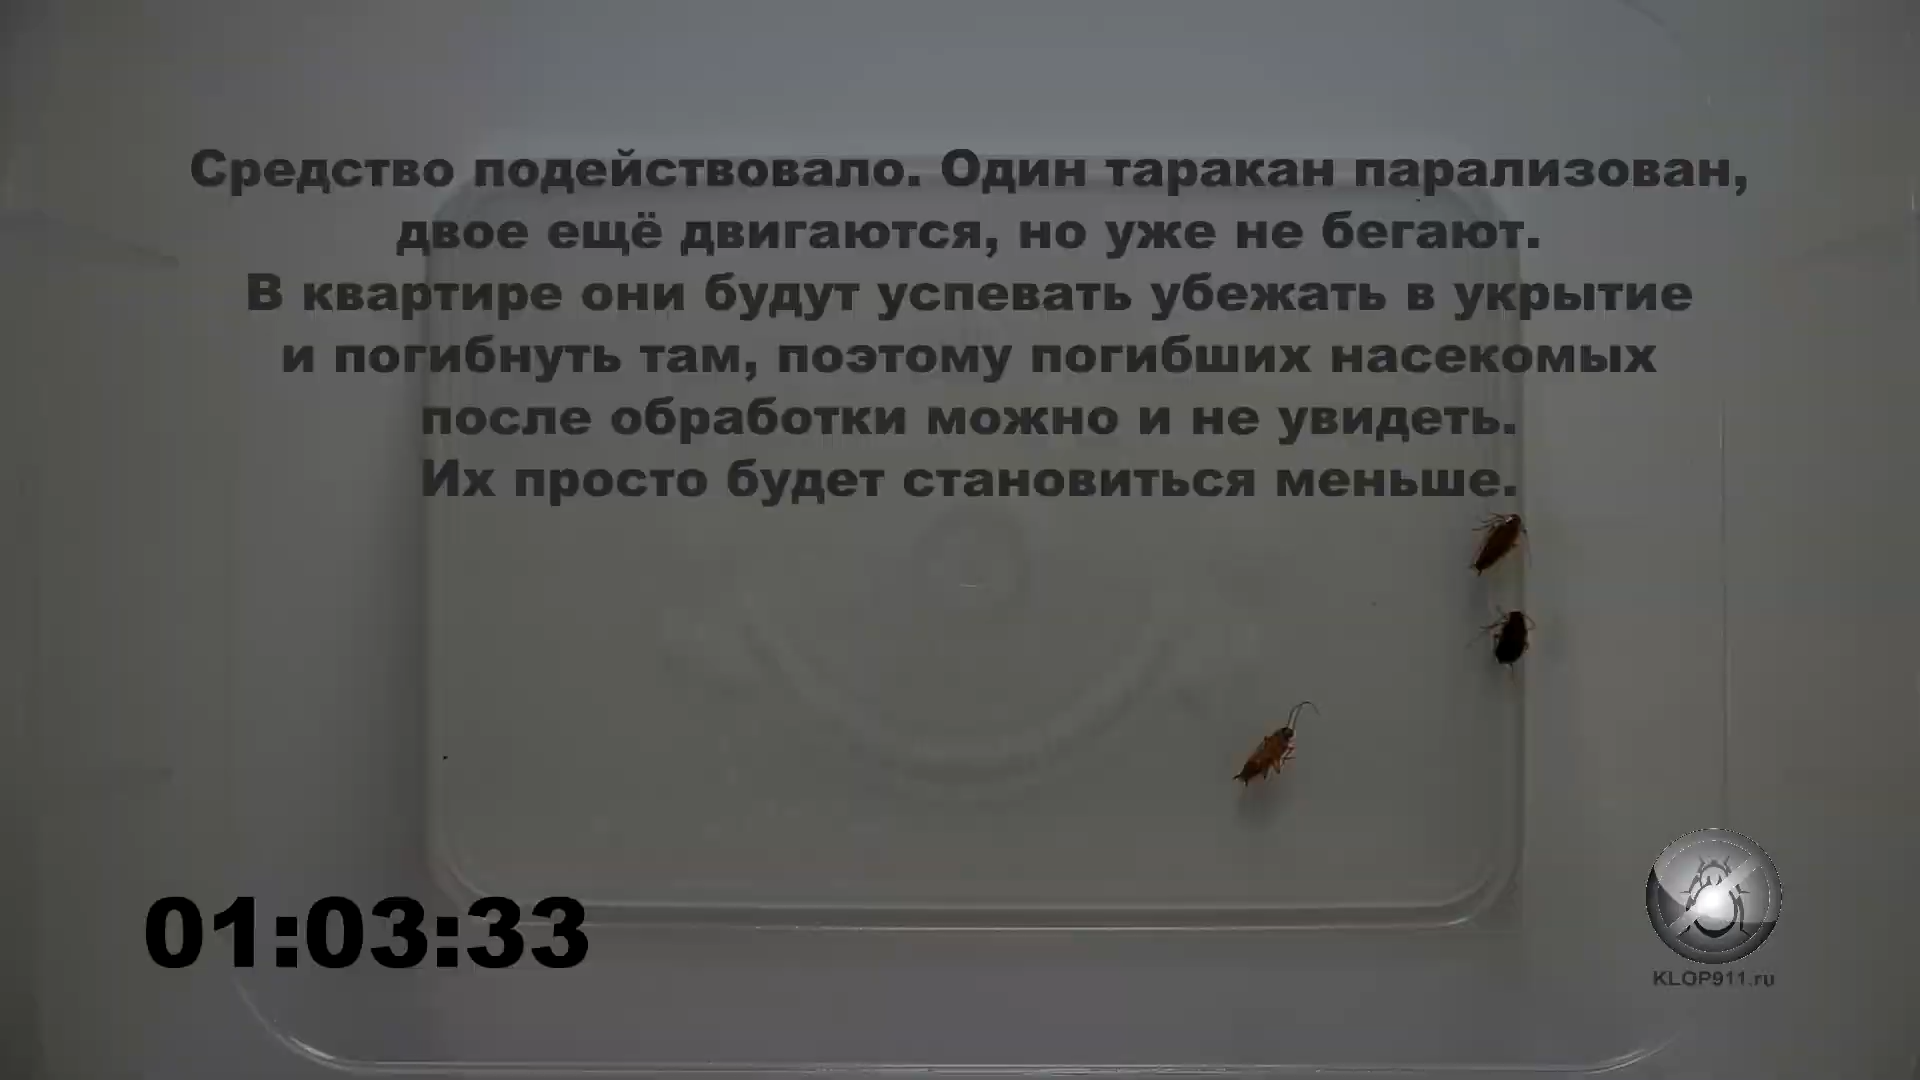 Средство подействовало. Один таракан парализован,
двое ещё двигаются, но уже не бегают.
В квартире они будут успевать убежать в укрытие
и погибнуть там, поэтому погибших насекомых
после обработки можно и не увидеть.
Их просто будет становиться меньше.
01:03:33
KLOP911.ru